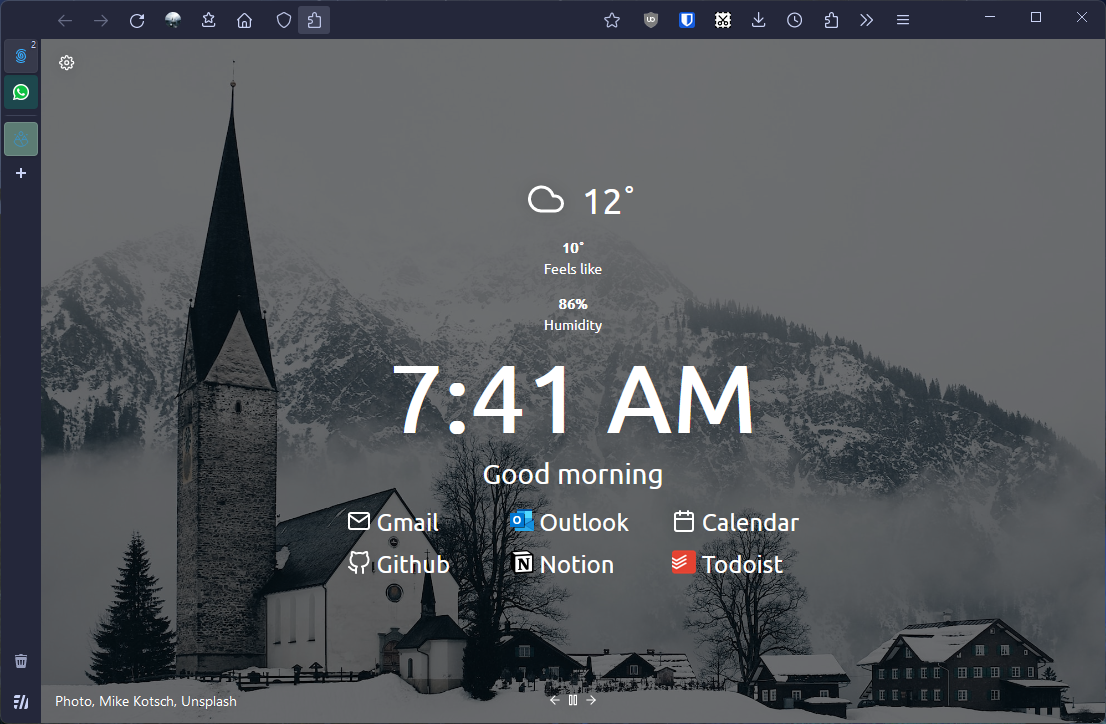 2
12°
10°
Feels like
86%
Humidity
7:41 AM
Good morning
Gmail Outlook Calendar
Github Notion Todoist
Photo, Mike Kotsch, Unsplash